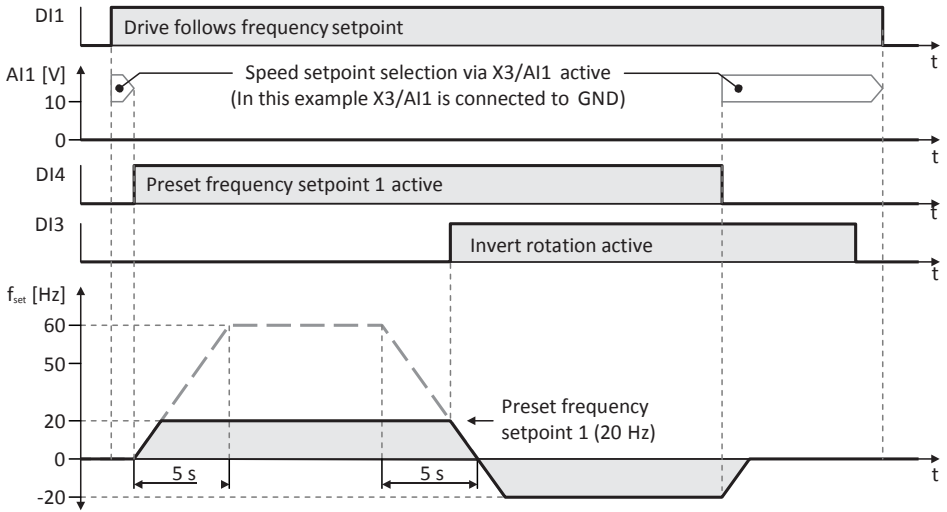 DI1
Drive follows frequency setpoint
t
AI1 [V]
10
0
Speed setpoint selection via X3/AI1 active
(In this example X3/AI1 is connected to GND)
t
DI4
Preset frequency setpoint 1 active
t
DI3
Invert rotation active
t
fset [Hz]
60
50
20
0
-20
Preset frequency
setpoint 1 (20 Hz)
5 s
5 s
t